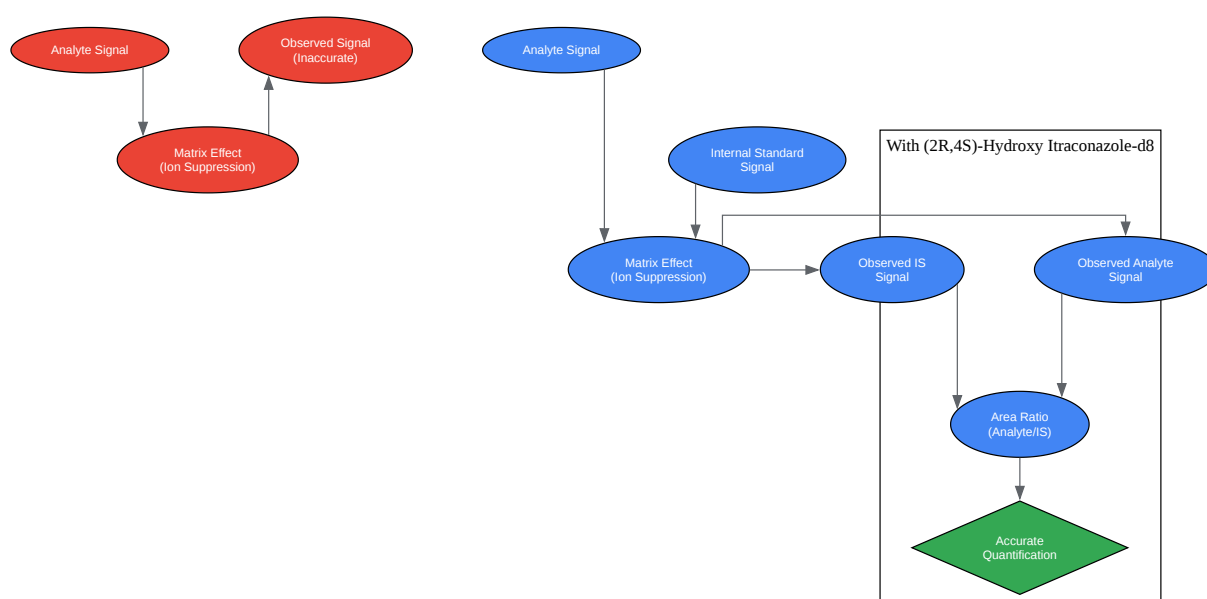 Analyte Signal
Observed Signal
(Inaccurate)
Matrix Effect
(Ion Suppression)
Analyte Signal
Internal Standard
Signal
With (2R,4S)-Hydroxy Itraconazole-d8
Matrix Effect
(Ion Suppression)
Observed IS
Signal
Observed Analyte
Signal
Area Ratio
(Analyte/IS)
Accurate
Quantification